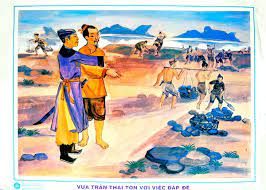 VUA TRẦN THÁI TÔN VỚI VIỆC ĐẮP ĐÊ